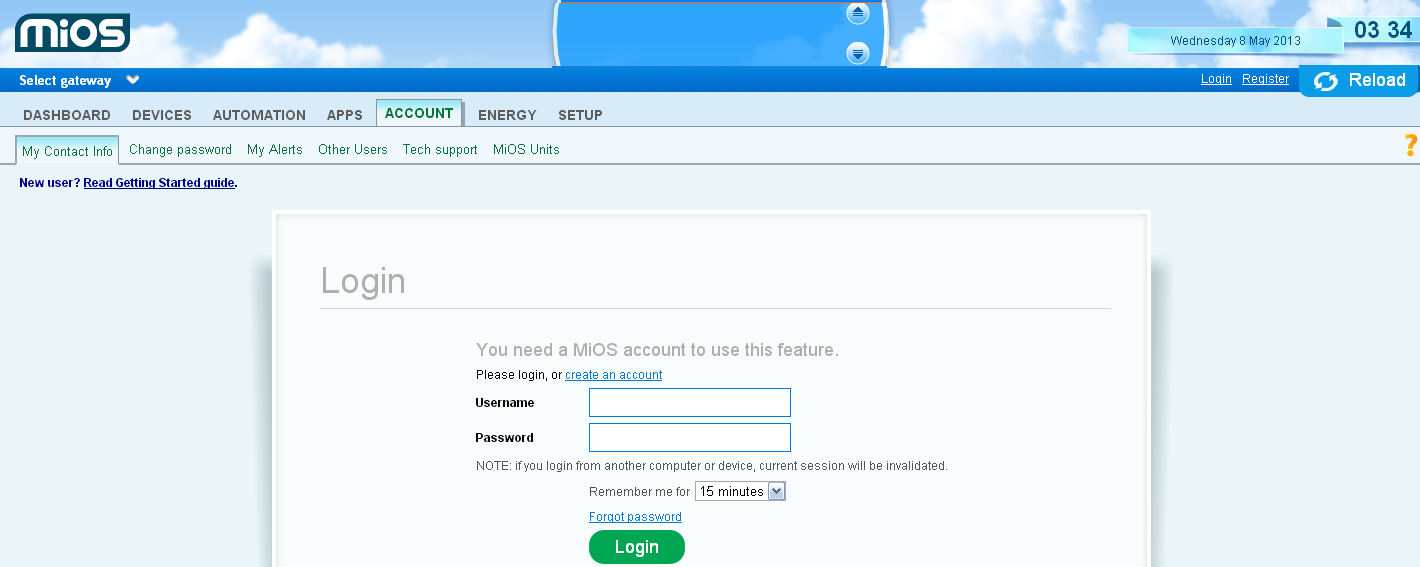 mios
03 34
Wednesday 8 May 2013
Select gateway
Login Register Reload
DASHBOARD DEVICES AUTOMATION APPS ACCOUNT ENERGY SETUP
My Contact Info Change password My Alerts Other Users Tech support MiOS Units
?
New user? Read Getting Started guide.
Login
You need a MiOS account to use this feature.
Please login, or create an account
Username
Password
NOTE: if you login from another computer or device, current session will be invalidated.
Remember me for 15 minutes
Forgot password
Login